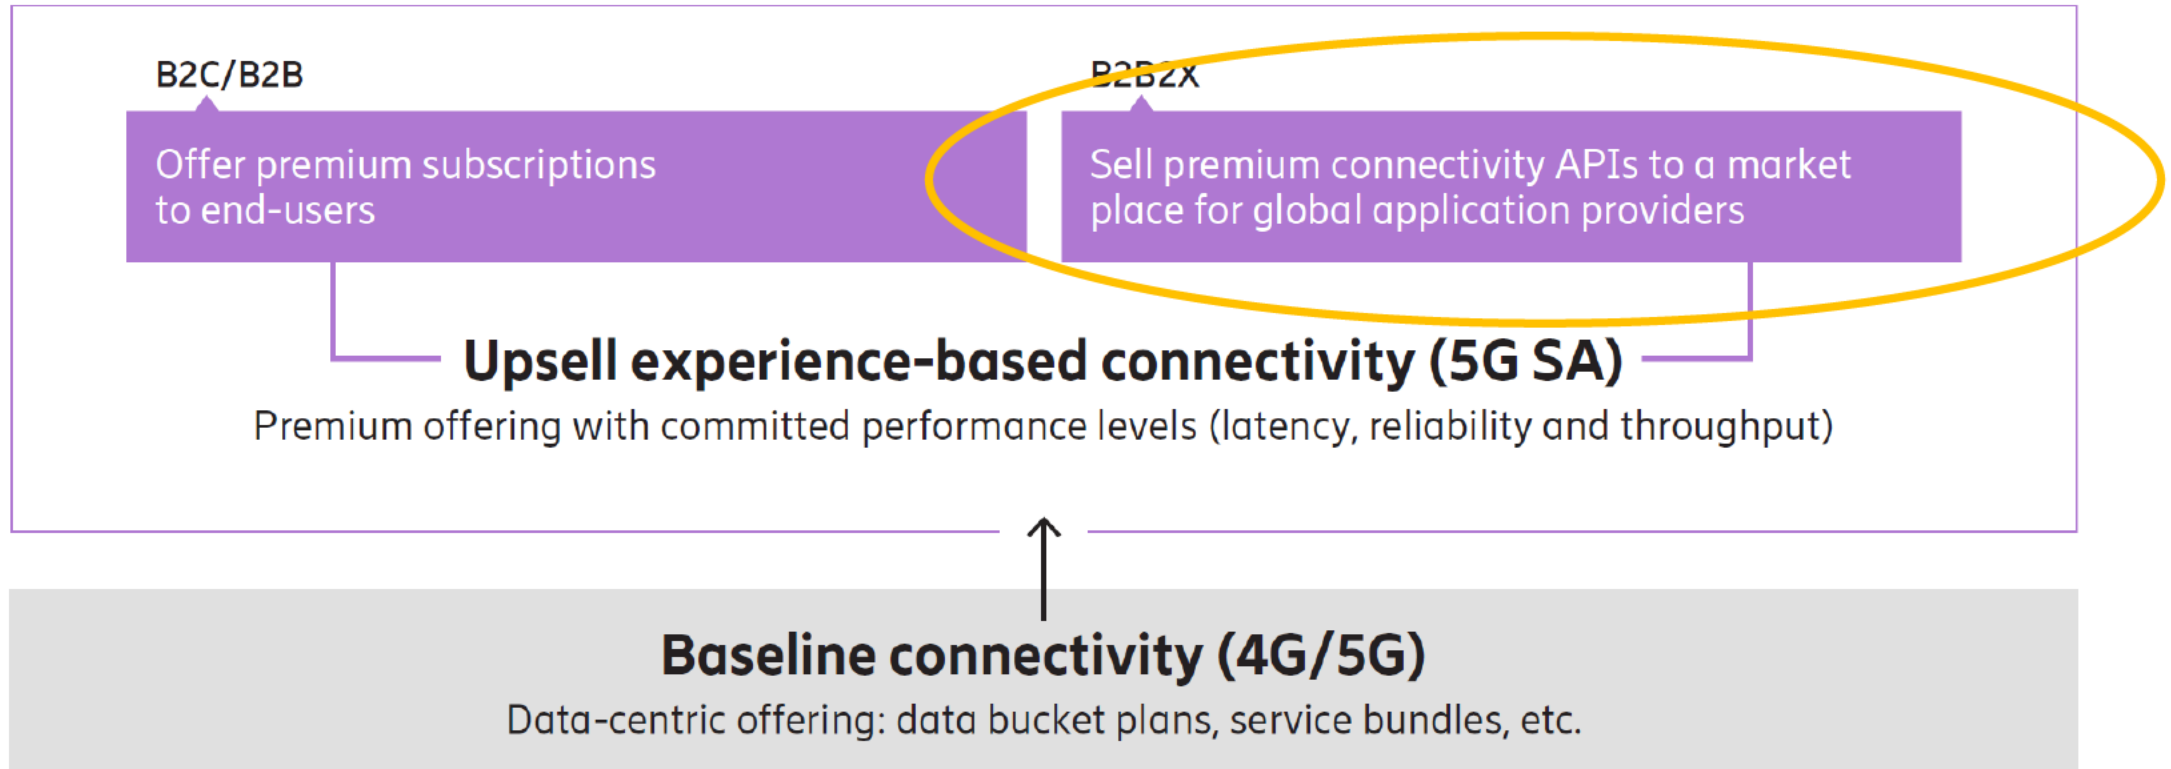 B2C/B2B
Offer premium subscriptions
to end-users
B2B2X
Sell premium connectivity APIs to a market
place for global application providers
Upsell experience-based connectivity (5G SA)
Premium offering with committed performance levels (latency, reliability and throughput)
Baseline connectivity (4G/5G)
Data-centric offering: data bucket plans, service bundles, etc.